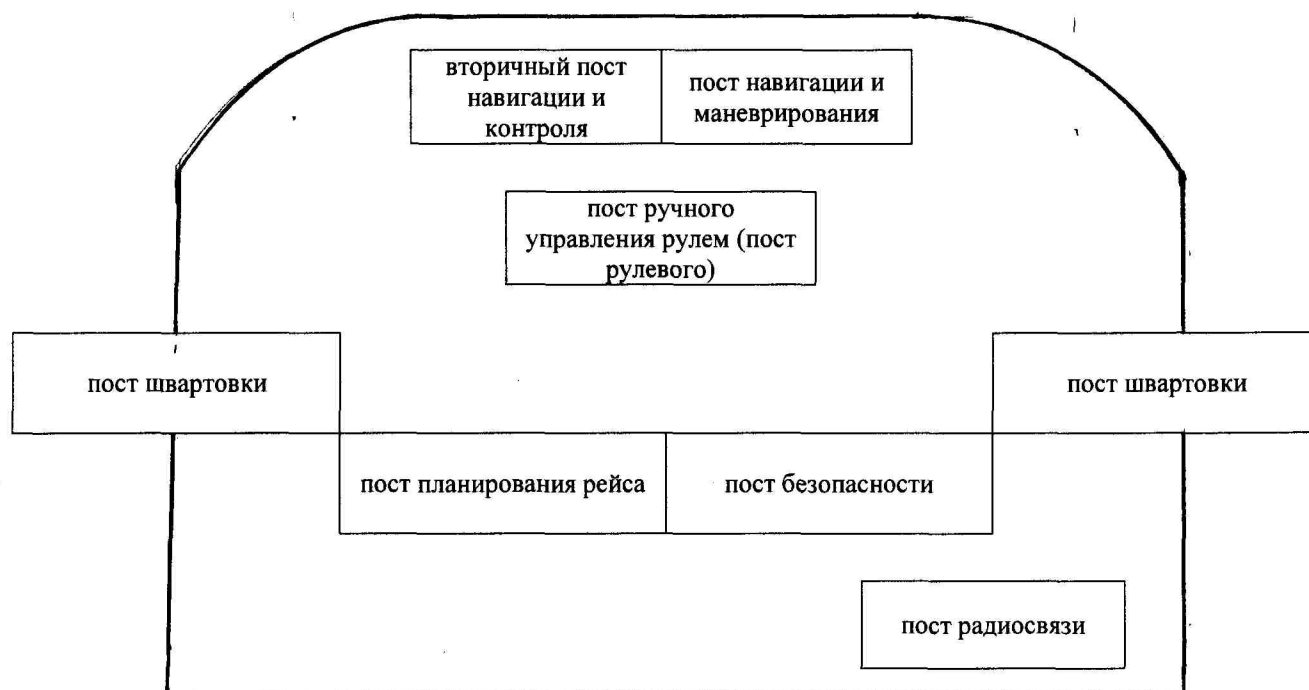 вторичный пост
навигации и
контроля
пост навигации и
маневрирования
пост ручного
управления рулем (пост
рулевого)
пост швартовки
пост швартовки
пост планирования рейса
пост безопасности
пост радиосвязи